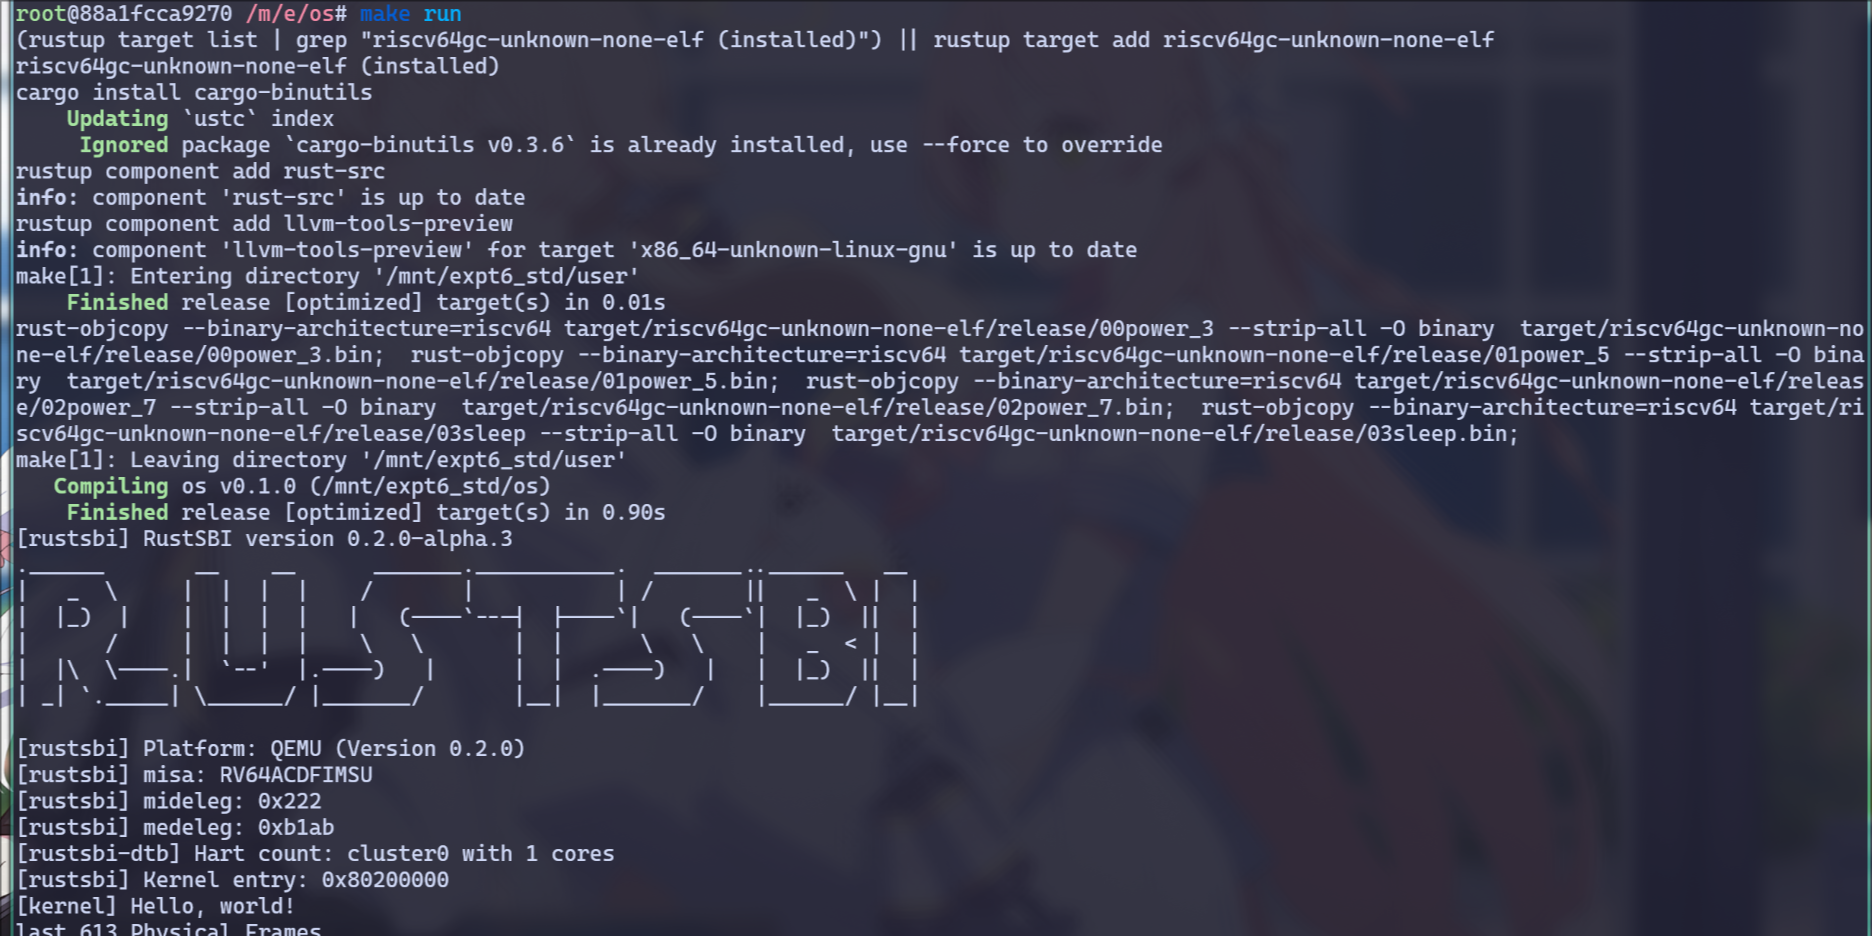 root@88a1fcca9270 /m/e/os# make run
(rustup target list | grep "riscv64gc-unknown-none-elf (installed)") || rustup target add riscv64gc-unknown-none-elf
riscv64gc-unknown-none-elf (installed)
cargo install cargo-binutils
    Updating `ustc` index
     Ignored package `cargo-binutils v0.3.6` is already installed, use --force to override
rustup component add rust-src
info: component 'rust-src' is up to date
rustup component add llvm-tools-preview
info: component 'llvm-tools-preview' for target 'x86_64-unknown-linux-gnu' is up to date
make[1]: Entering directory '/mnt/expt6_std/user'
    Finished release [optimized] target(s) in 0.01s
rust-objcopy --binary-architecture=riscv64 target/riscv64gc-unknown-none-elf/release/00power_3 --strip-all -O binary  target/riscv64gc-unknown-no
ne-elf/release/00power_3.bin;  rust-objcopy --binary-architecture=riscv64 target/riscv64gc-unknown-none-elf/release/01power_5 --strip-all -O bina
ry  target/riscv64gc-unknown-none-elf/release/01power_5.bin;  rust-objcopy --binary-architecture=riscv64 target/riscv64gc-unknown-none-elf/releas
e/02power_7 --strip-all -O binary  target/riscv64gc-unknown-none-elf/release/02power_7.bin;  rust-objcopy --binary-architecture=riscv64 target/ri
scv64gc-unknown-none-elf/release/03sleep --strip-all -O binary  target/riscv64gc-unknown-none-elf/release/03sleep.bin;
make[1]: Leaving directory '/mnt/expt6_std/user'
   Compiling os v0.1.0 (/mnt/expt6_std/os)
    Finished release [optimized] target(s) in 0.90s
[rustsbi] RustSBI version 0.2.0-alpha.3
RUSTSBI
[rustsbi] Platform: QEMU (Version 0.2.0)
[rustsbi] misa: RV64ACDFIMSU
[rustsbi] mideleg: 0x222
[rustsbi] medeleg: 0xb1ab
[rustsbi-dtb] Hart count: cluster0 with 1 cores
[rustsbi] Kernel entry: 0x80200000
[kernel] Hello, world!
last 613 Physical Frames